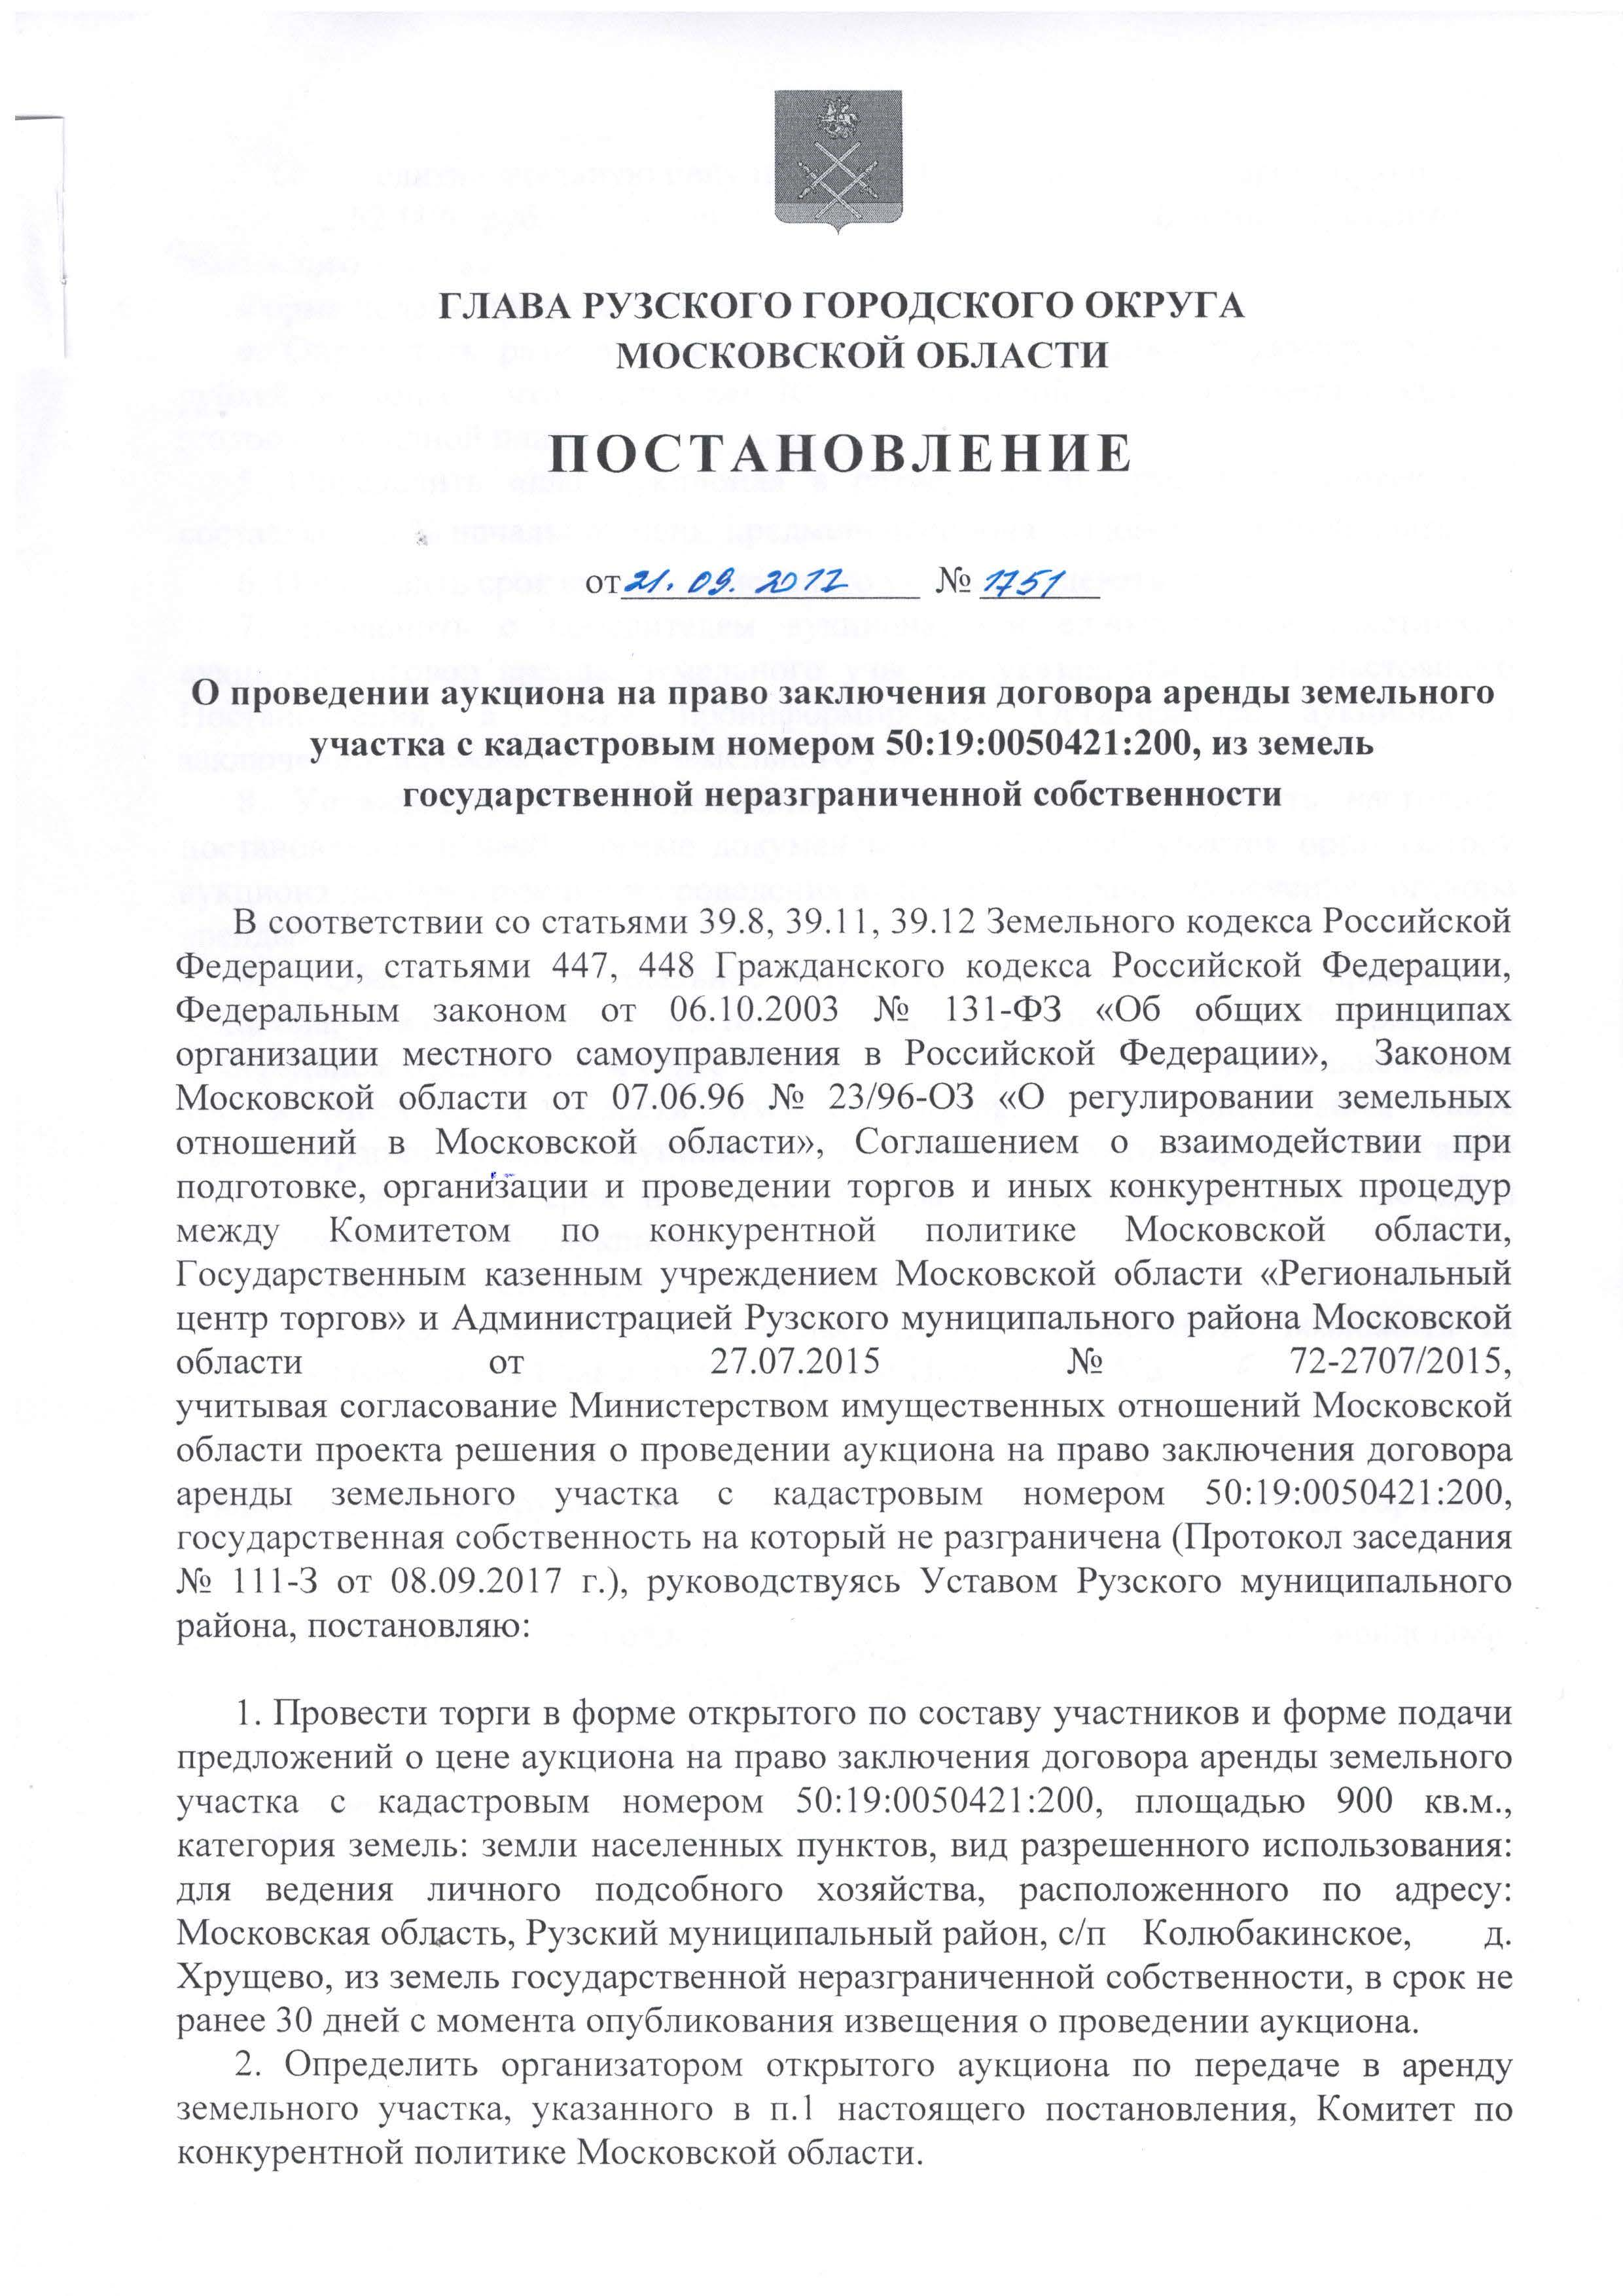 ГЛАВА РУЗСКОГО ГОРОДСКОГО ОКРУГА
МОСКОВСКОЙ ОБЛАСТИ
ПОСТАНОВЛЕНИЕ
от 21.09.2017 № 1751
О проведении аукциона на право заключения договора аренды земельного
участка с кадастровым номером 50:19:0050421:200, из земель
государственной неразграниченной собственности
В соответствии со статьями 39.8, 39.11, 39.12 Земельного кодекса Российской
Федерации, статьями 447, 448 Гражданского кодекса Российской Федерации,
Федеральным законом от 06.10.2003 № 131-ФЗ «Об общих принципах
организации местного самоуправления в Российской Федерации», Законом
Московской области от 07.06.96 № 23/96-ОЗ «О регулировании земельных
отношений в Московской области», Соглашением о взаимодействии при
подготовке, организации и проведении торгов и иных конкурентных процедур
между Комитетом по конкурентной политике Московской области,
Государственным казенным учреждением Московской области «Региональный
центр торгов» и Администрацией Рузского муниципального района Московской
области от 27.07.2015 № 72-2707/2015,
учитывая согласование Министерством имущественных отношений Московской
области проекта решения о проведении аукциона на право заключения договора
аренды земельного участка с кадастровым номером 50:19:0050421:200,
государственная собственность на который не разграничена (Протокол заседания
№ 111-З от 08.09.2017 г.), руководствуясь Уставом Рузского муниципального
района, постановляю:
1. Провести торги в форме открытого по составу участников и форме подачи
предложений о цене аукциона на право заключения договора аренды земельного
участка с кадастровым номером 50:19:0050421:200, площадью 900 кв.м.,
категория земель: земли населенных пунктов, вид разрешенного использования:
для ведения личного подсобного хозяйства, расположенного по адресу:
Московская область, Рузский муниципальный район, с/п Колюбакинское, д.
Хрущево, из земель государственной неразграниченной собственности, в срок не
ранее 30 дней с момента опубликования извещения о проведении аукциона.
2. Определить организатором открытого аукциона по передаче в аренду
земельного участка, указанного в п.1 настоящего постановления, Комитет по
конкурентной политике Московской области.